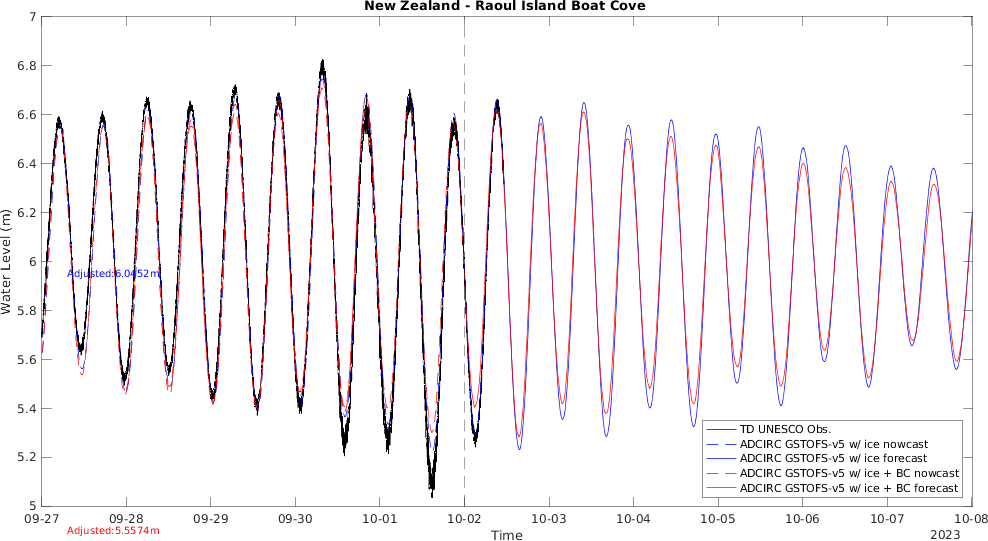 New Zealand - Raoul Island Boat Cove
7
6.8
6.6
6.4
6.2
6
5.8
5.6
5.4
5.2
5
Water Level (m)
Adjusted:6.0452m
TD UNESCO Obs.
ADCIRC GSTOFS-v5 w/ ice nowcast
ADCIRC GSTOFS-v5 w/ ice forecast
ADCIRC GSTOFS-v5 w/ ice + BC nowcast
ADCIRC GSTOFS-v5 w/ ice + BC forecast
09-27 09-28 09-29 09-30 10-01 10-02 10-03 10-04 10-05 10-06 10-07 10-08
Adjusted:5.5574m
Time
2023